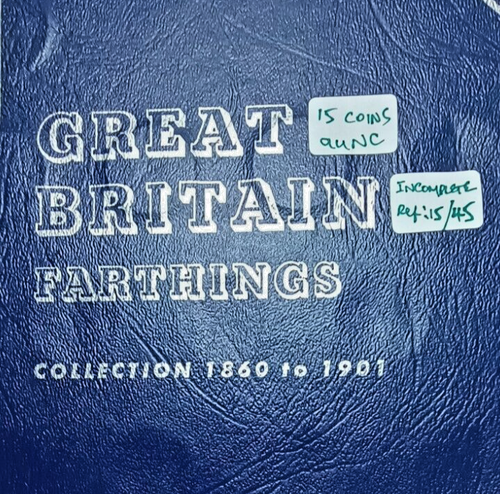 GREAT
15 COINS
aUNC
BRITAIN
INCOMPLETE
Ref:15/45
FARTHINGS
COLLECTION 1860 to 1901